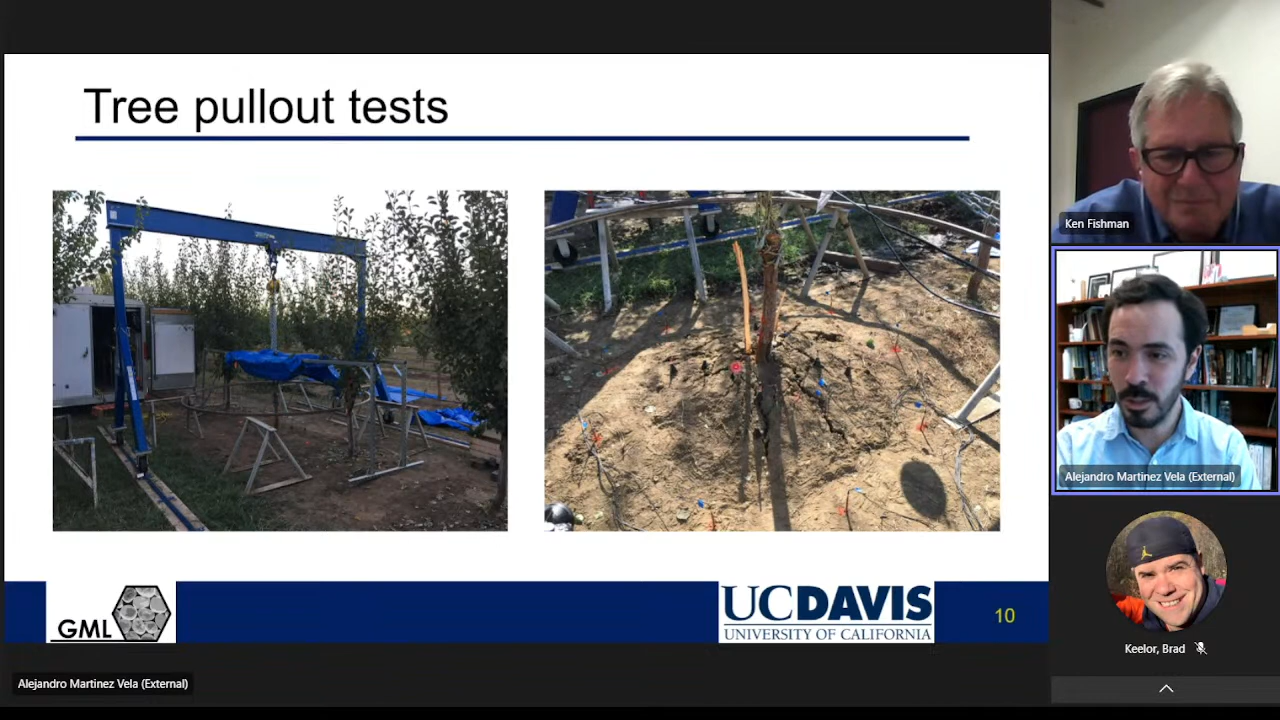 Tree pullout tests
GML
UCDAVIS
UNIVERSITY OF CALIFORNIA
10
Alejandro Martinez Vela (External)
Ken Fishman
Alejandro Martinez Vela (External)
Keelor, Brad